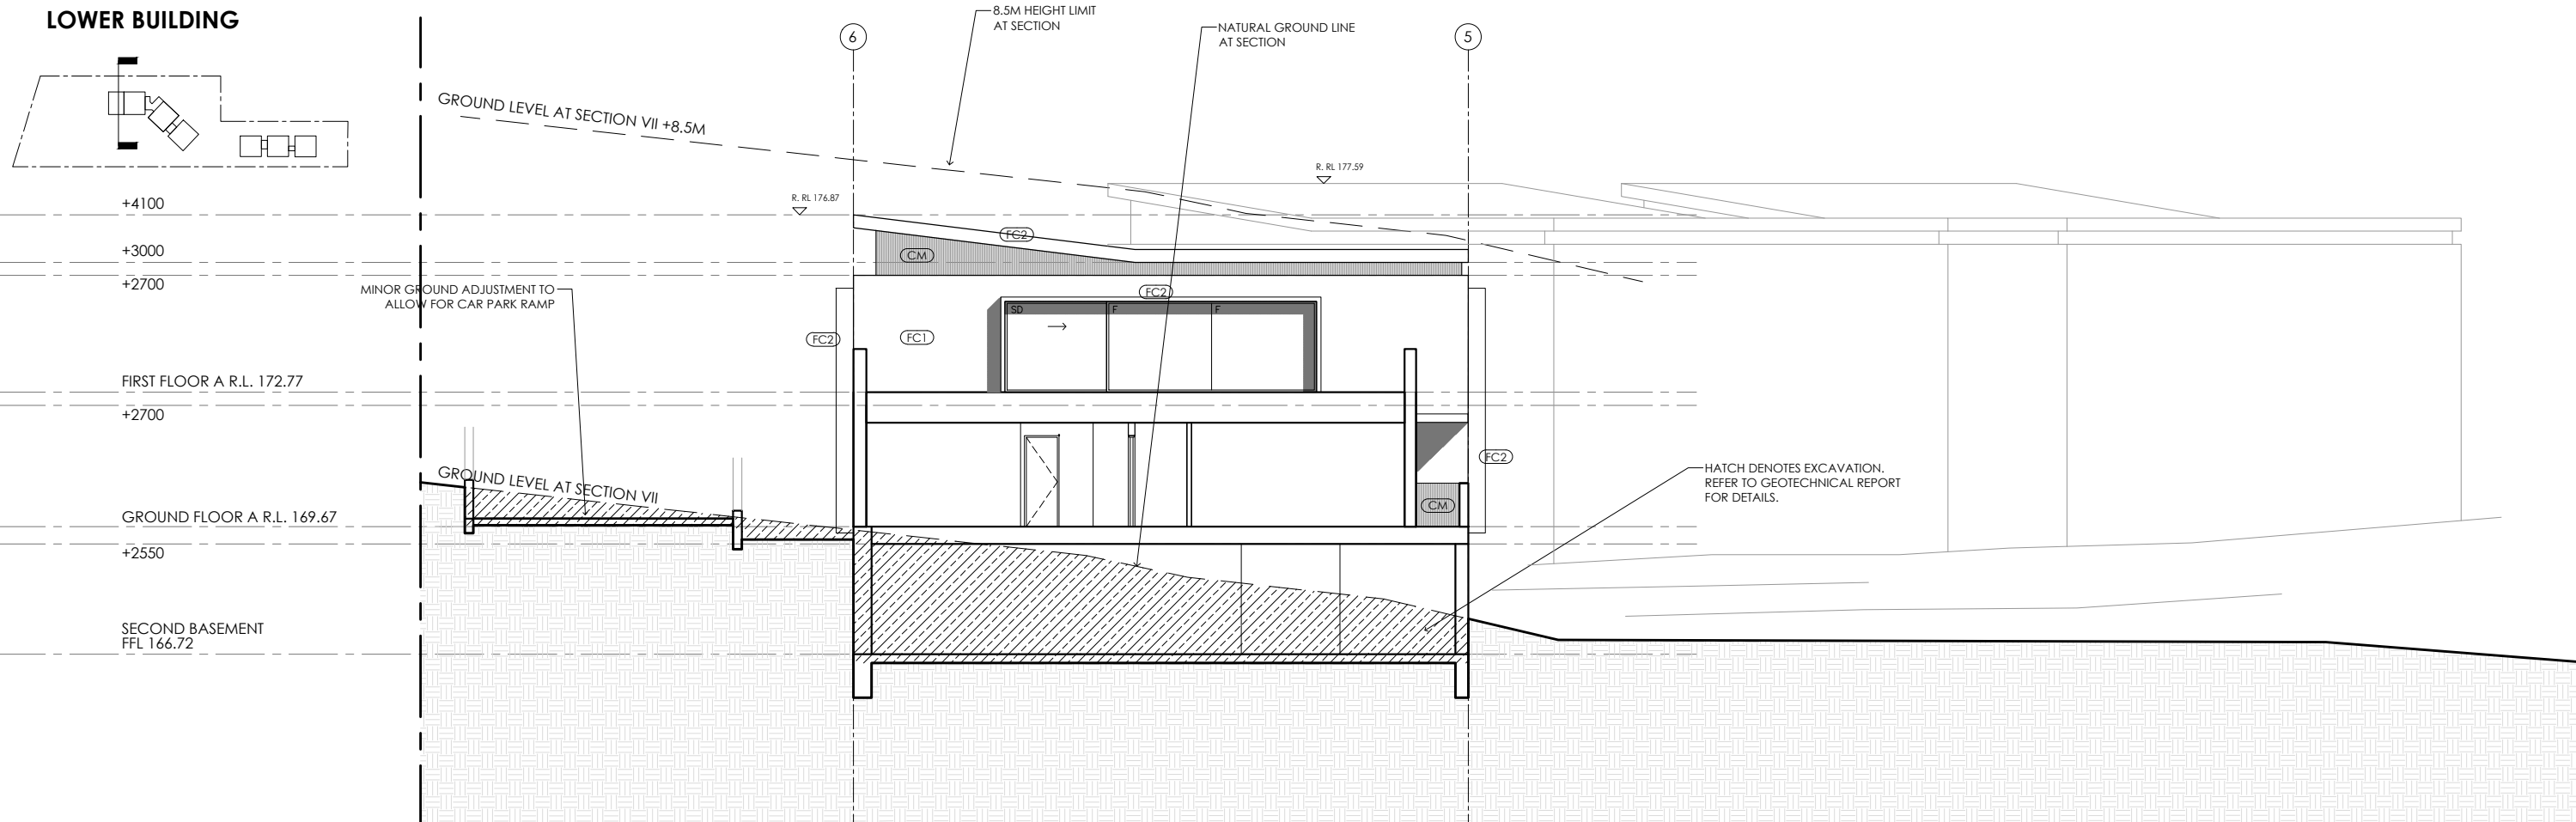 LOWER BUILDING
8.5M HEIGHT LIMIT
AT SECTION
NATURAL GROUND LINE
AT SECTION
6
5
GROUND LEVEL AT SECTION VII +8.5M
R. RL 177.59
R. RL 176.87
+4100
+3000
+2700
FC2
CM
MINOR GROUND ADJUSTMENT TO
ALLOW FOR CAR PARK RAMP
FC2
SD
F
F
FC2
FC1
FIRST FLOOR A R.L. 172.77
+2700
FC2
GROUND LEVEL AT SECTION VII
HATCH DENOTES EXCAVATION.
REFER TO GEOTECHNICAL REPORT
FOR DETAILS.
CM
GROUND FLOOR A R.L. 169.67
+2550
SECOND BASEMENT
FFL 166.72